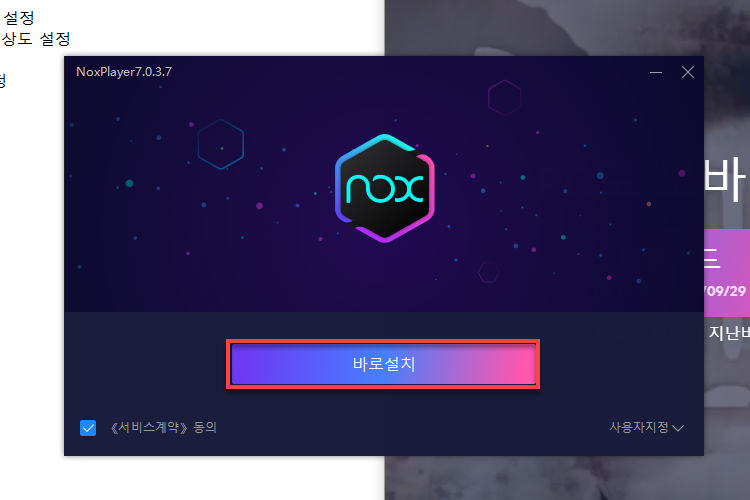 설정
상도 설정
정
NoxPlayer7.0.3.7
nox
바
드
/09/29
지난비
바로설치
《서비스계약》동의
사용자지정